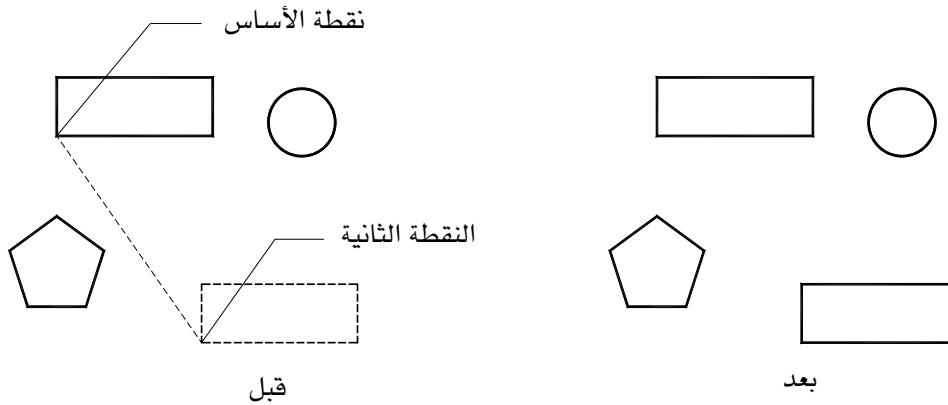 نقطة الأساس
النقطة الثانية
قبل
بعد